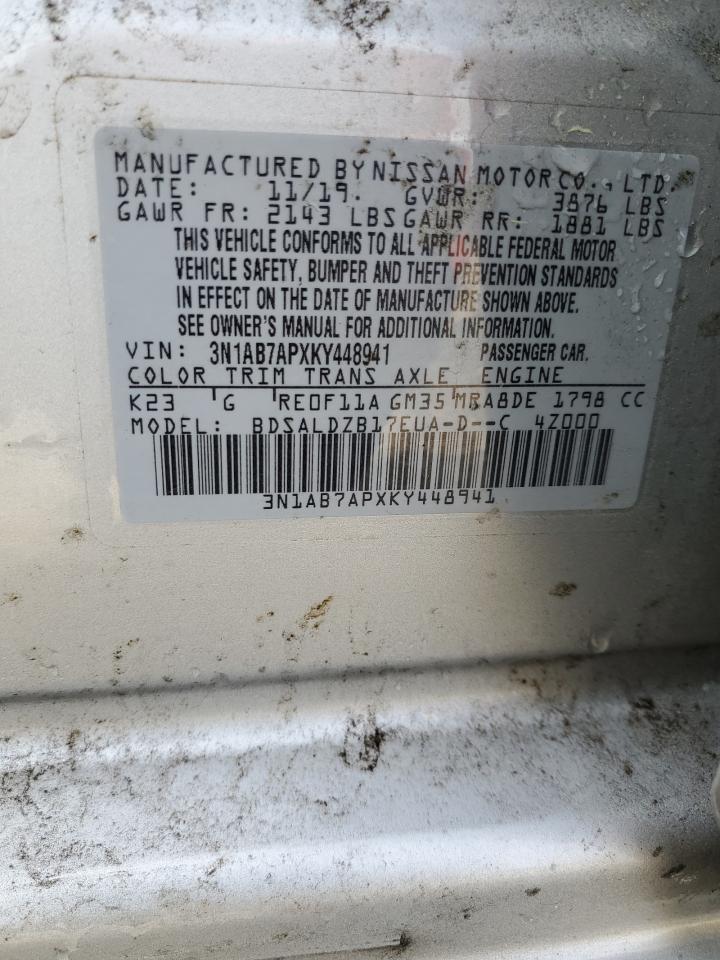 MANUFACTURED BY NISSAN MOTOR CO., LTD.
DATE: 11/19. GVWR: 3876 LBS
GAWR FR: 2143 LBS GAWR RR: 1881 LBS
THIS VEHICLE CONFORMS TO ALL APPLICABLE FEDERAL MOTOR
VEHICLE SAFETY, BUMPER AND THEFT PREVENTION STANDARDS
IN EFFECT ON THE DATE OF MANUFACTURE SHOWN ABOVE.
SEE OWNER'S MANUAL FOR ADDITIONAL INFORMATION.
VIN: 3N1AB7APXKY448941 PASSENGER CAR.
COLOR TRIM TRANS AXLE ENGINE
K23 G RE0F11A GM35 MRA8DE 1798 CC
MODEL: BDSALDZB17EUA-D--C 4Z000
3N1AB7APXKY448941